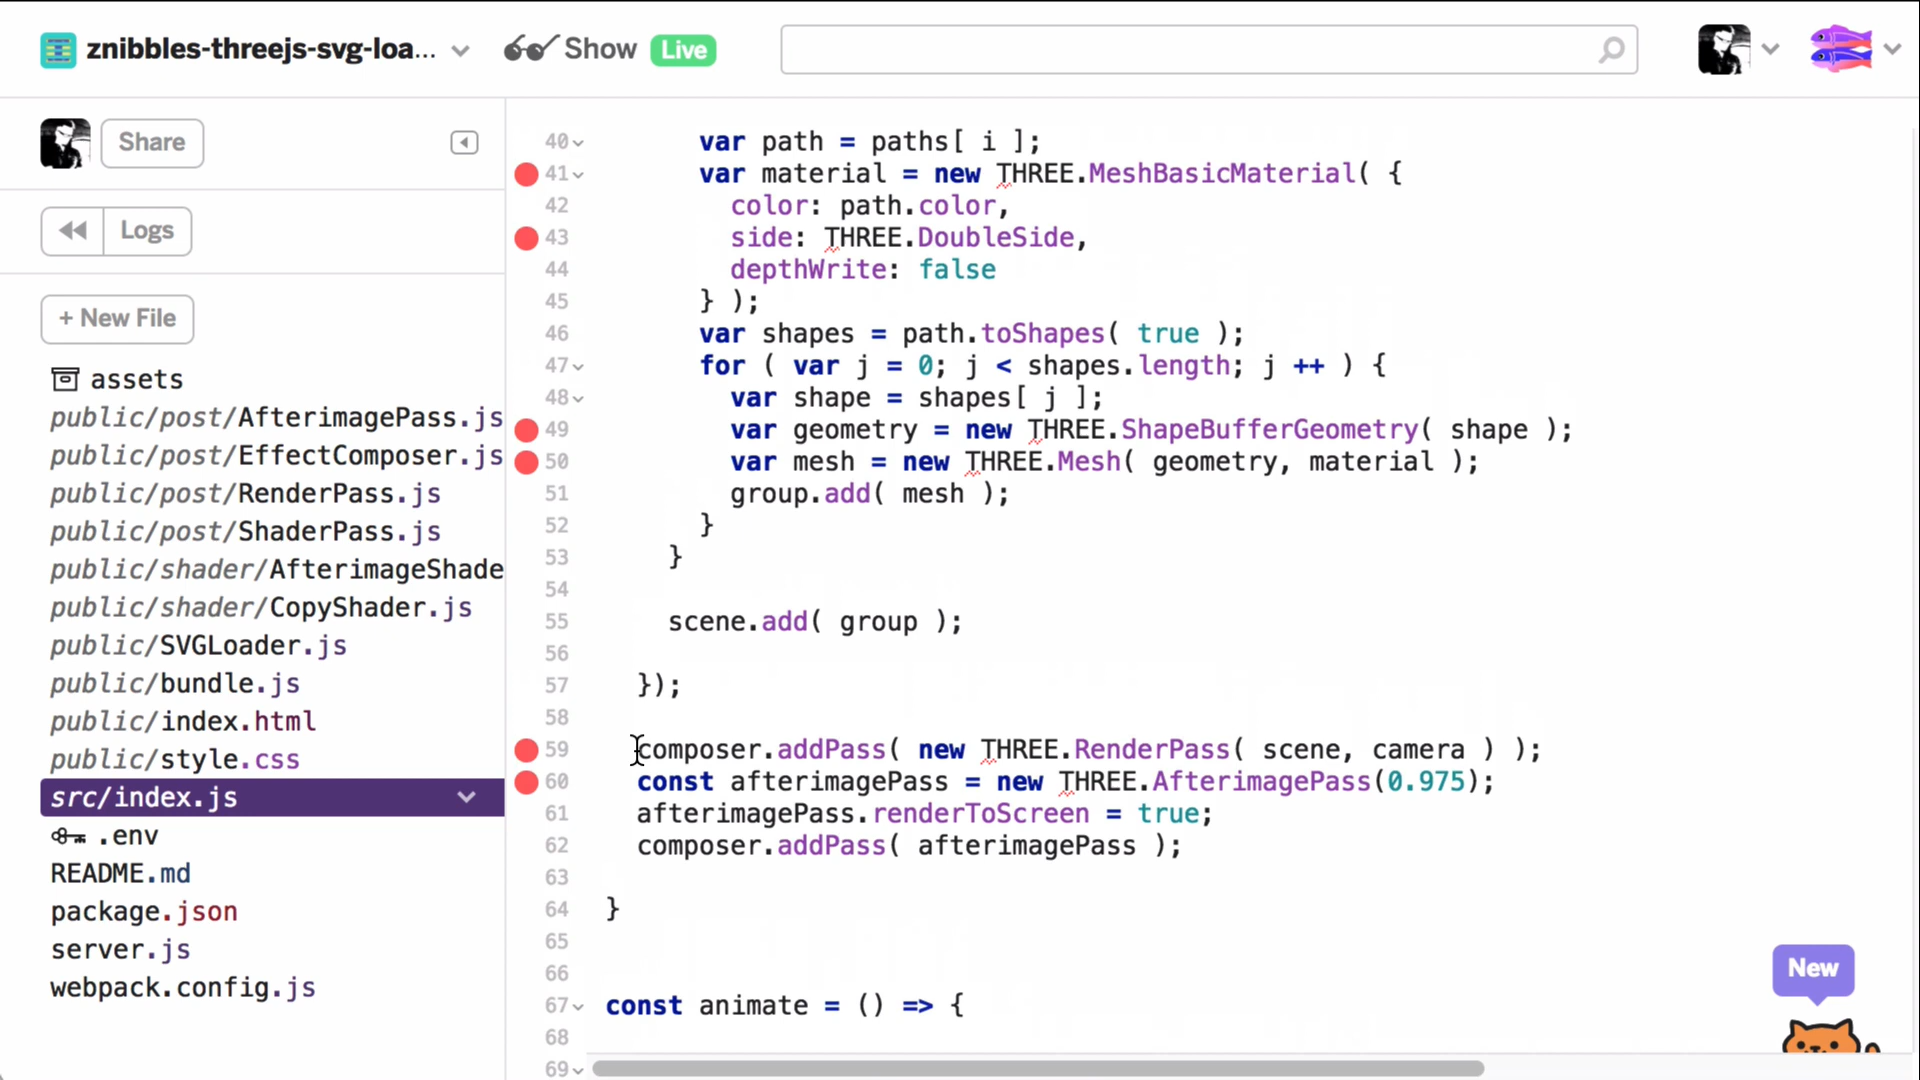 znibbles-threejs-svg-loa...
Show
Live
Share
Logs
+ New File
assets
public/post/AfterimagePass.js
public/post/EffectComposer.js
public/post/RenderPass.js
public/post/ShaderPass.js
public/shader/AfterimageShade
public/shader/CopyShader.js
public/SVGLoader.js
public/bundle.js
public/index.html
public/style.css
src/index.js
.env
README.md
package.json
server.js
webpack.config.js
40 var path = paths[ i ];
41 var material = new THREE.MeshBasicMaterial( {
42 color: path.color,
43 side: THREE.DoubleSide,
44 depthWrite: false
45 } );
46 var shapes = path.toShapes( true );
47 for ( var j = 0; j < shapes.length; j ++ ) {
48 var shape = shapes[ j ];
49 var geometry = new THREE.ShapeBufferGeometry( shape );
50 var mesh = new THREE.Mesh( geometry, material );
51 group.add( mesh );
52 }
53 }
54
55 scene.add( group );
56
57 });
58
59 composer.addPass( new THREE.RenderPass( scene, camera ) );
60 const afterimagePass = new THREE.AfterimagePass(0.975);
61 afterimagePass.renderToScreen = true;
62 composer.addPass( afterimagePass );
63
64 }
65
66
67 const animate = () => {
68
69
New